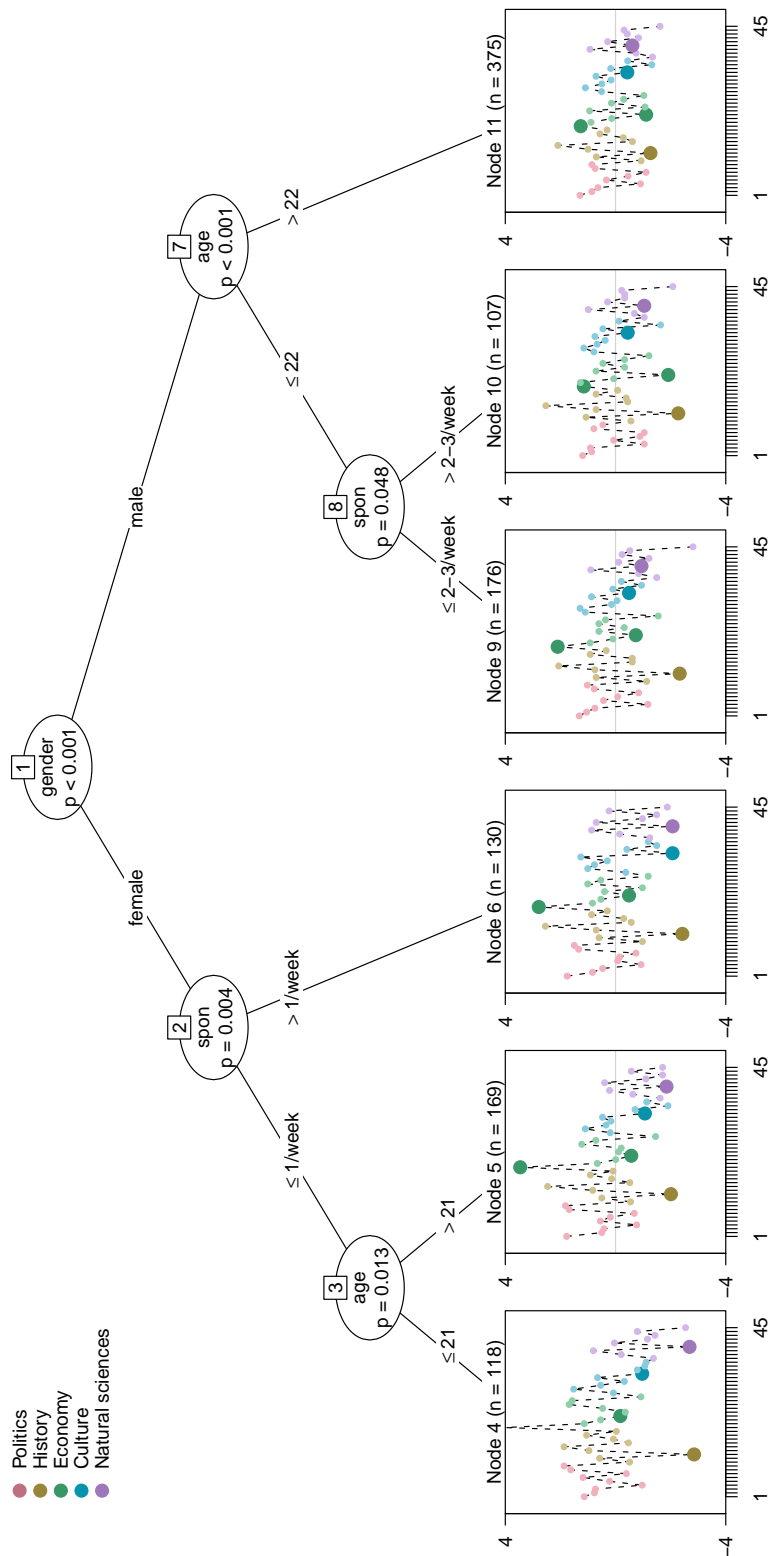 Politics
History
Economy
Culture
Natural sciences
1
gender
p < 0.001
female
male
2
spon
p = 0.004
≤ 1/week
> 1/week
3
age
p = 0.013
≤ 21
> 21
7
age
p < 0.001
≤ 22
> 22
8
spon
p = 0.048
≤ 2−3/week
> 2−3/week
Node 4 (n = 118)
4
−4
1
45
Node 5 (n = 169)
4
−4
1
45
Node 6 (n = 130)
4
−4
1
45
Node 9 (n = 176)
4
−4
1
45
Node 10 (n = 107)
4
−4
1
45
Node 11 (n = 375)
4
−4
1
45